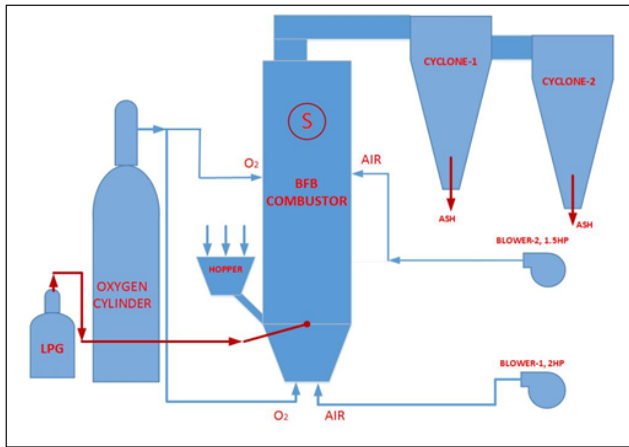 CYCLONE-1
CYCLONE-2
S
O₂
AIR
BFB
COMBUSTOR
ASH
ASH
BLOWER-2, 1.5HP
HOPPER
OXYGEN
CYLINDER
LPG
BLOWER-1, 2HP
O₂
AIR